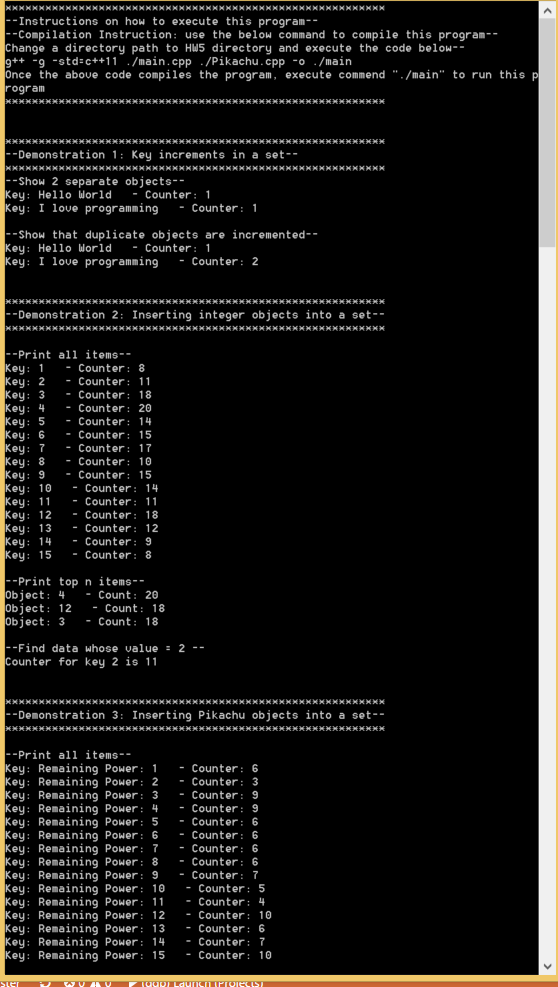 *********************************************************
--Instructions on how to execute this program--
--Compilation Instruction: use the below command to compile this program--
Change a directory path to HW5 directory and execute the code below--
g++ -g -std=c++11 ./main.cpp ./Pikachu.cpp -o ./main
Once the above code compiles the program, execute commend "./main" to run this p
rogram
*********************************************************
*********************************************************
--Demonstration 1: Key increments in a set--
*********************************************************
--Show 2 separate objects--
Key: Hello World   - Counter: 1
Key: I love programming   - Counter: 1
--Show that duplicate objects are incremented--
Key: Hello World   - Counter: 1
Key: I love programming   - Counter: 2
*********************************************************
--Demonstration 2: Inserting integer objects into a set--
*********************************************************
--Print all items--
Key: 1   - Counter: 8
Key: 2   - Counter: 11
Key: 3   - Counter: 18
Key: 4   - Counter: 20
Key: 5   - Counter: 14
Key: 6   - Counter: 15
Key: 7   - Counter: 17
Key: 8   - Counter: 10
Key: 9   - Counter: 15
Key: 10   - Counter: 14
Key: 11   - Counter: 11
Key: 12   - Counter: 18
Key: 13   - Counter: 12
Key: 14   - Counter: 9
Key: 15   - Counter: 8
--Print top n items--
Object: 4   - Count: 20
Object: 12   - Count: 18
Object: 3   - Count: 18
--Find data whose value = 2 --
Counter for key 2 is 11
*********************************************************
--Demonstration 3: Inserting Pikachu objects into a set--
*********************************************************
--Print all items--
Key: Remaining Power: 1   - Counter: 6
Key: Remaining Power: 2   - Counter: 3
Key: Remaining Power: 3   - Counter: 9
Key: Remaining Power: 4   - Counter: 9
Key: Remaining Power: 5   - Counter: 6
Key: Remaining Power: 6   - Counter: 6
Key: Remaining Power: 7   - Counter: 6
Key: Remaining Power: 8   - Counter: 6
Key: Remaining Power: 9   - Counter: 7
Key: Remaining Power: 10   - Counter: 5
Key: Remaining Power: 11   - Counter: 4
Key: Remaining Power: 12   - Counter: 10
Key: Remaining Power: 13   - Counter: 6
Key: Remaining Power: 14   - Counter: 7
Key: Remaining Power: 15   - Counter: 10